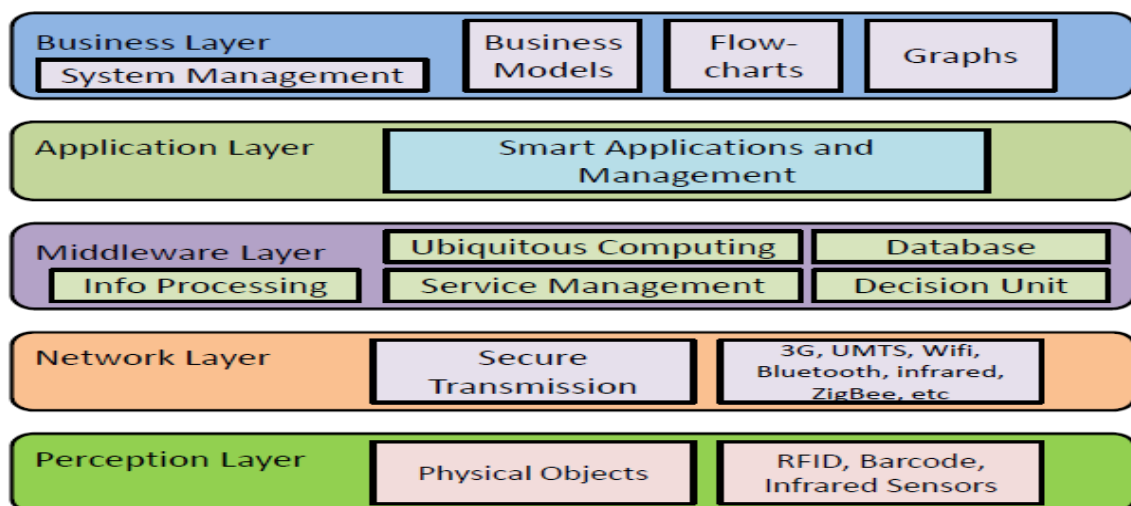 Business Layer
System Management
Business
Models
Flow-
charts
Graphs
Application Layer
Smart Applications and
Management
Middleware Layer
Ubiquitous Computing
Database
Info Processing
Service Management
Decision Unit
Network Layer
Secure
Transmission
3G, UMTS, Wifi,
Bluetooth, infrared,
ZigBee, etc
Perception Layer
Physical Objects
RFID, Barcode,
Infrared Sensors